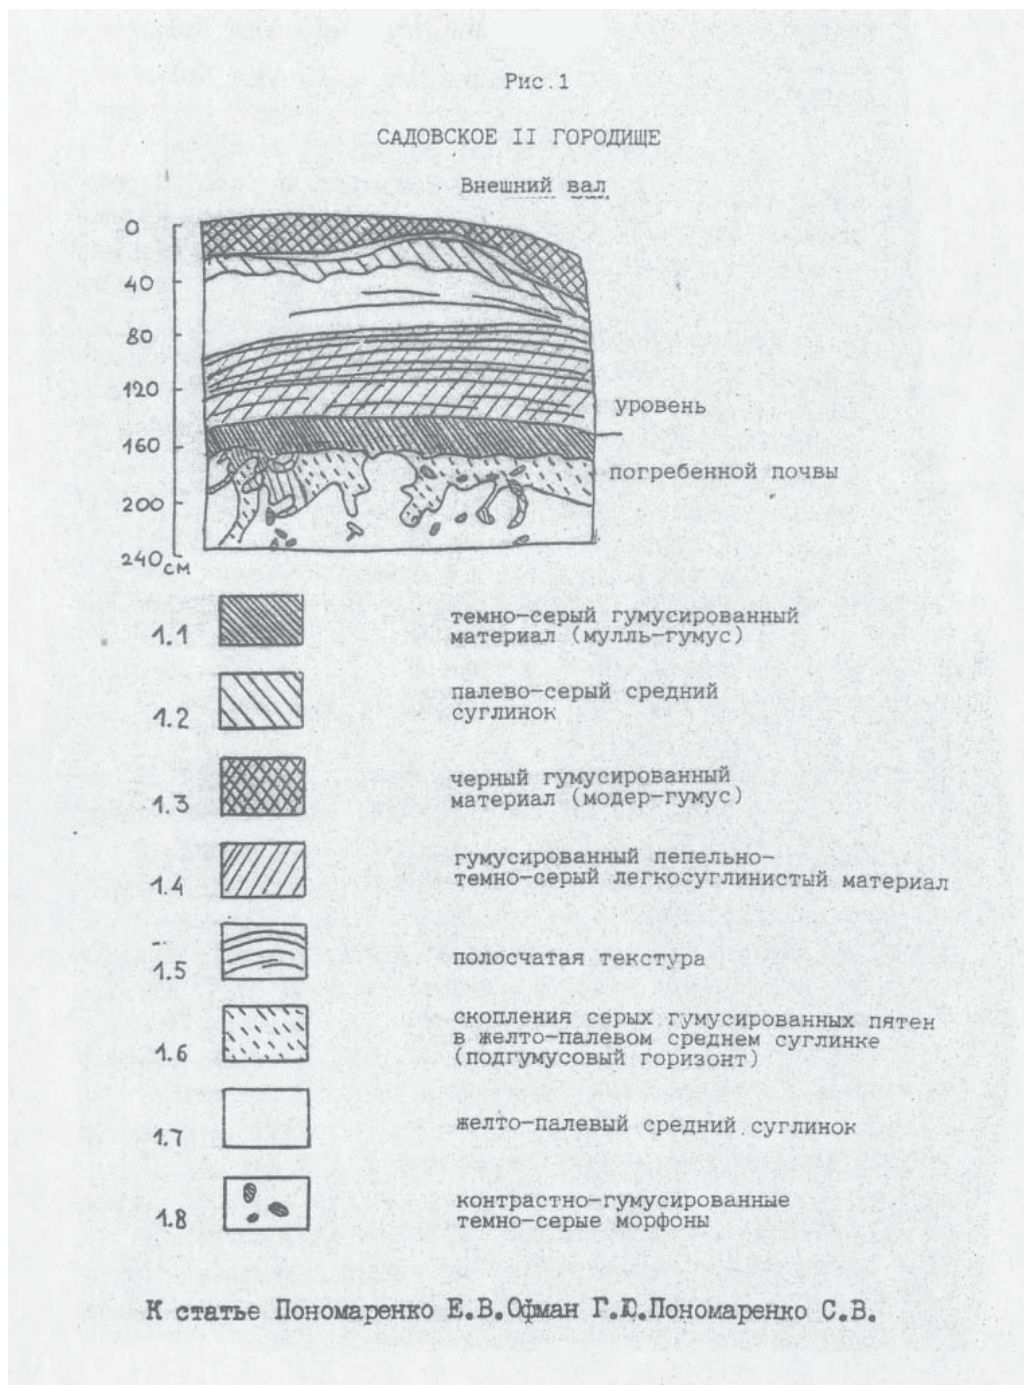 Рис.1
САДОВСКОЕ II ГОРОДИЩЕ
Внешний вал
0
40
80
120
160
200
240 см
уровень
погребенной почвы
1.1
темно-серый гумусированный
материал (мулль-гумус)
1.2
палево-серый средний
суглинок
1.3
черный гумусированный
материал (модер-гумус)
1.4
гумусированный пепельно-
темно-серый легкосуглинистый материал
1.5
полосчатая текстура
1.6
скопления серых гумусированных пятен
в желто-палевом среднем суглинке
(подгумусовый горизонт)
1.7
желто-палевый средний суглинок
1.8
контрастно-гумусированные
темно-серые морфоны
К статье Пономаренко Е.В.Офман Г.Ю.Пономаренко С.В.